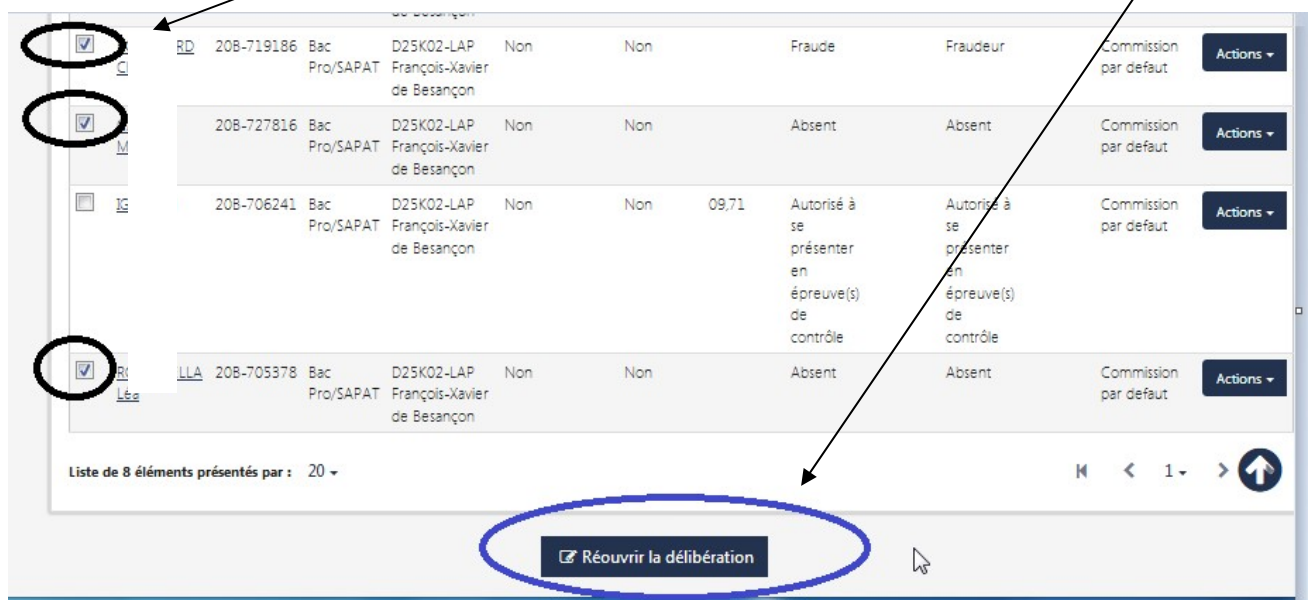 RD 20B-719186 Bac D25K02-LAP Non Non Fraude Fraudeur Commission Actions
Pro/SAPAT François-Xavier par defaut
de Besançon
20B-727816 Bac D25K02-LAP Non Non Absent Absent Commission Actions
M Pro/SAPAT François-Xavier par defaut
de Besançon
IG 20B-706241 Bac D25K02-LAP Non Non 09,71 Autorisé à Autorisé à Commission Actions
Pro/SAPAT François-Xavier se se par defaut
de Besançon présenter présenter
en en
épreuve(s) épreuve(s)
de de
contrôle contrôle
LLA 20B-705378 Bac D25K02-LAP Non Non Absent Absent Commission Actions
Léa Pro/SAPAT François-Xavier par defaut
de Besançon
Liste de 8 éléments présentés par : 20 1
Réouvrir la délibération